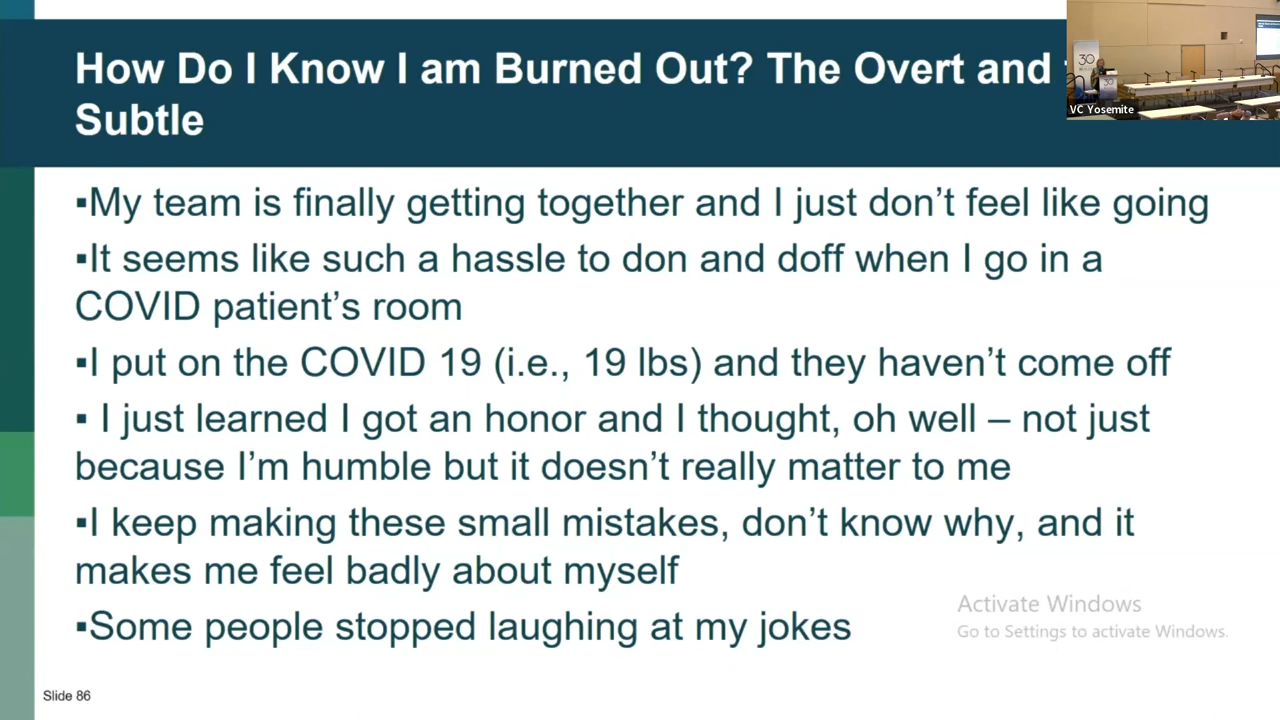 How Do I Know I am Burned Out? The Overt and
Subtle
30
VC Yosemite
▪My team is finally getting together and I just don’t feel like going
▪It seems like such a hassle to don and doff when I go in a
COVID patient’s room
▪I put on the COVID 19 (i.e., 19 lbs) and they haven’t come off
▪ I just learned I got an honor and I thought, oh well – not just
because I’m humble but it doesn’t really matter to me
▪I keep making these small mistakes, don’t know why, and it
makes me feel badly about myself
▪Some people stopped laughing at my jokes
Activate Windows
Go to Settings to activate Windows.
Slide 86